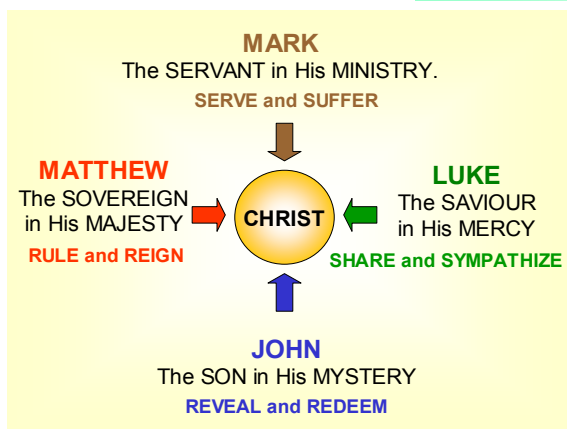 MARK
The SERVANT in His MINISTRY.
SERVE and SUFFER
MATTHEW
The SOVEREIGN
in His MAJESTY
RULE and REIGN
CHRIST
LUKE
The SAVIOUR
in His MERCY
SHARE and SYMPATHIZE
JOHN
The SON in His MYSTERY
REVEAL and REDEEM